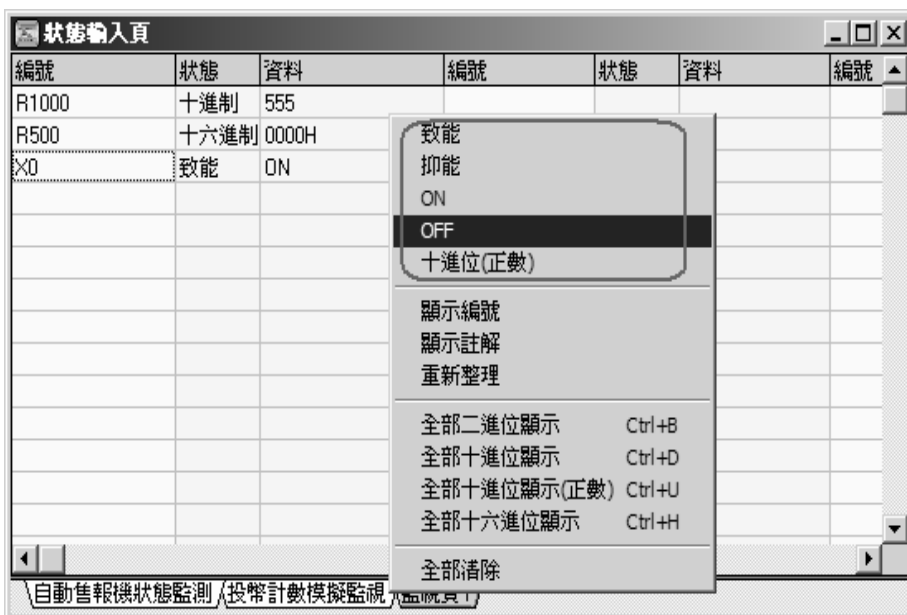 狀態輸入頁
編號 狀態 資料 編號 狀態 資料 編號
R1000 十進制 555
R500 十六進制 0000H
X0 致能 ON
致能
抑能
ON
OFF
十進位(正數)
顯示編號
顯示註解
重新整理
全部二進位顯示 Ctrl+B
全部十進位顯示 Ctrl+D
全部十進位顯示(正數) Ctrl+U
全部十六進位顯示 Ctrl+H
全部清除
自動售報機狀態監測 投幣計數模擬監視 監視頁1